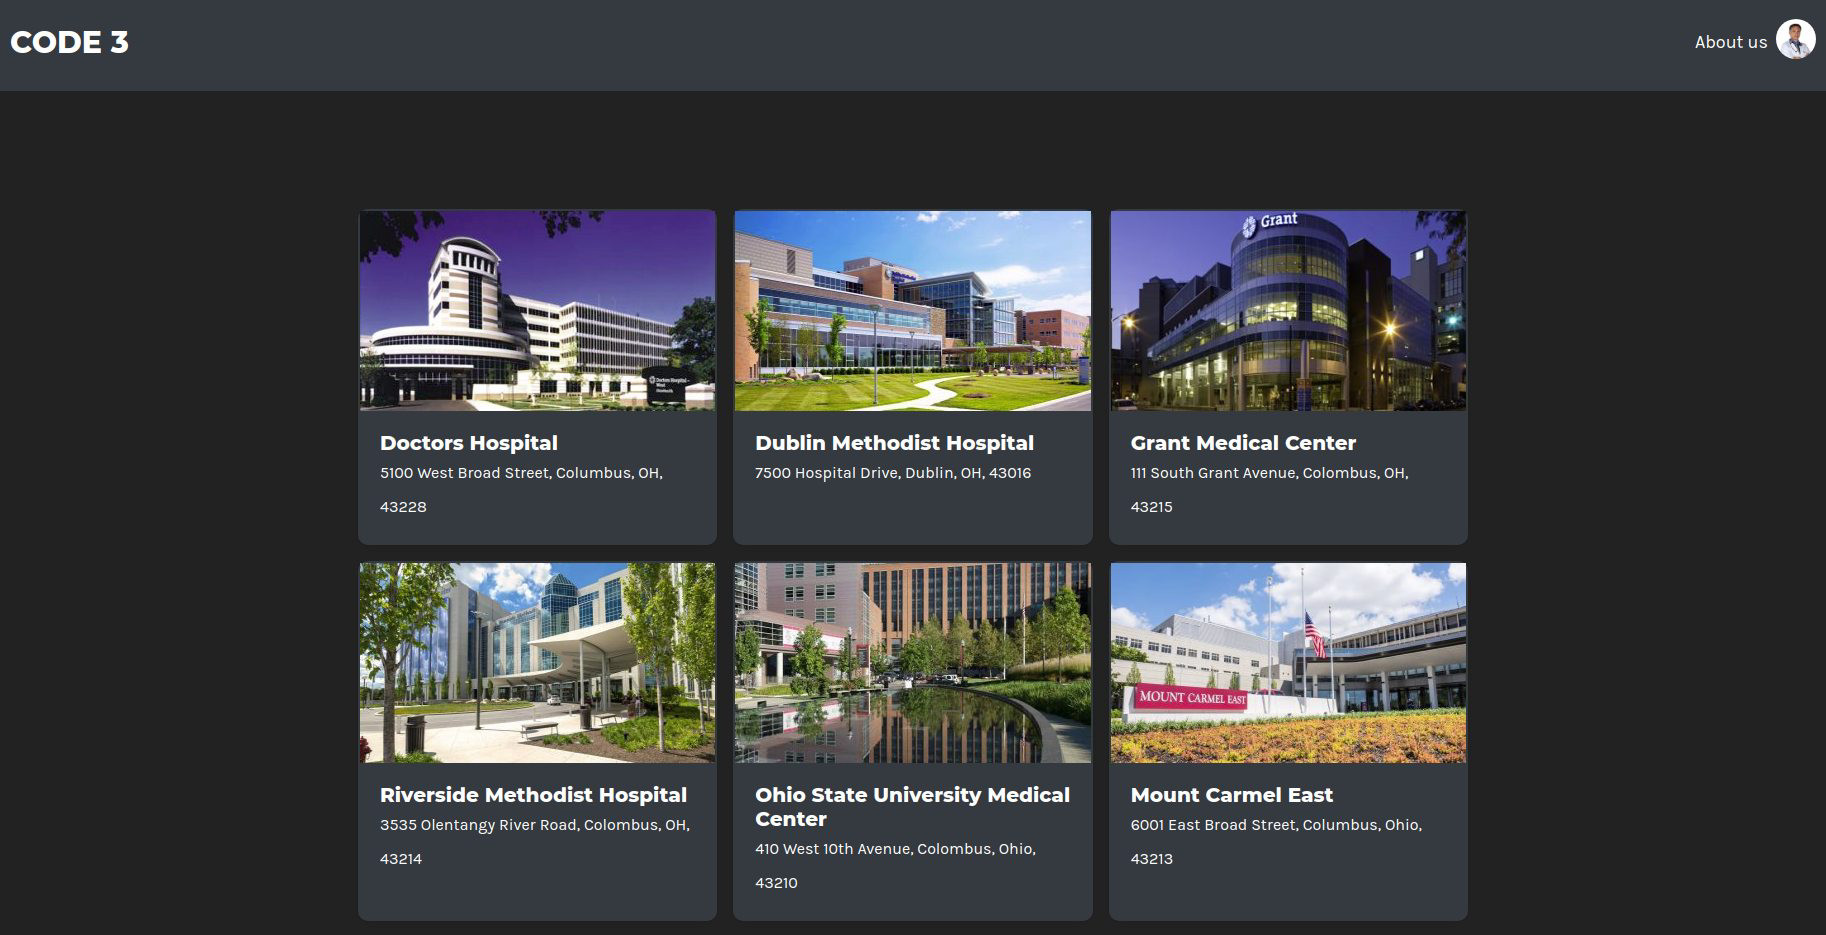 CODE 3
About us
Grant
Doctors Hospital
5100 West Broad Street, Columbus, OH,
43228
Dublin Methodist Hospital
7500 Hospital Drive, Dublin, OH, 43016
Grant Medical Center
111 South Grant Avenue, Colombus, OH,
43215
MOUNT CARMEL EAST
Riverside Methodist Hospital
3535 Olentangy River Road, Colombus, OH,
43214
Ohio State University Medical
Center
410 West 10th Avenue, Colombus, Ohio,
43210
Mount Carmel East
6001 East Broad Street, Columbus, Ohio,
43213